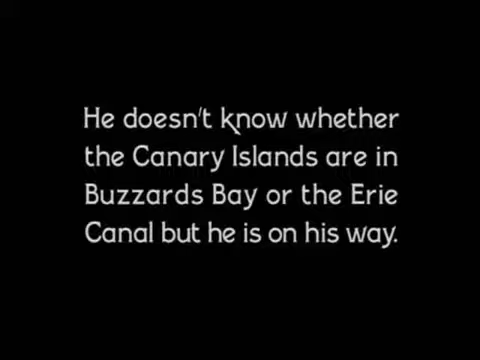 He doesn't know whether
the Canary Islands are in
Buzzards Bay or the Erie
Canal but he is on his way.